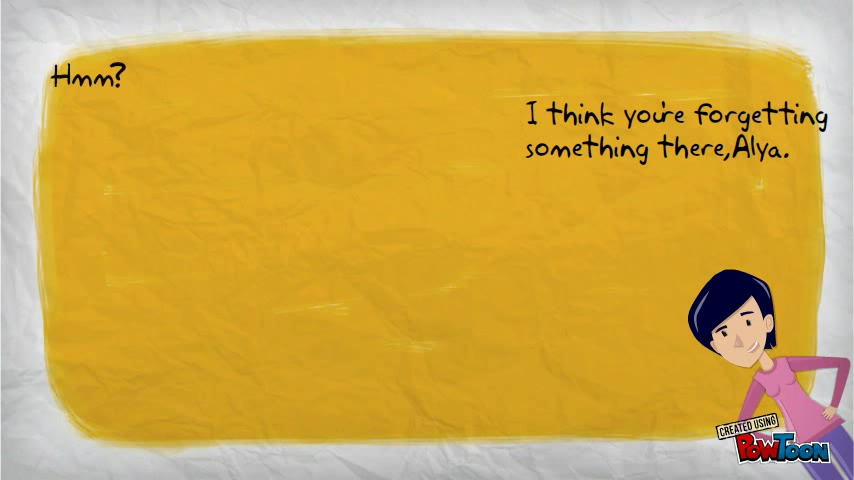 Hmm?
I think you're forgetting
something there,Alya.
CREATED USING
POWTOON